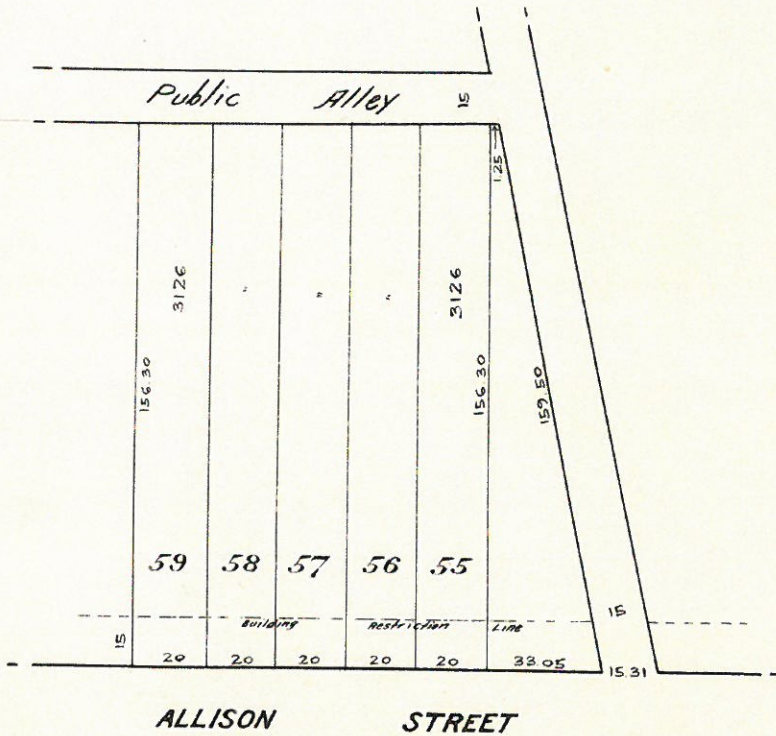 Public Alley 15
1.25
3126 " " " 3126
156.30 156.30 159.50
59 58 57 56 55
15
Building Restriction Line
15
20 20 20 20 20 33.05 15.31
ALLISON STREET